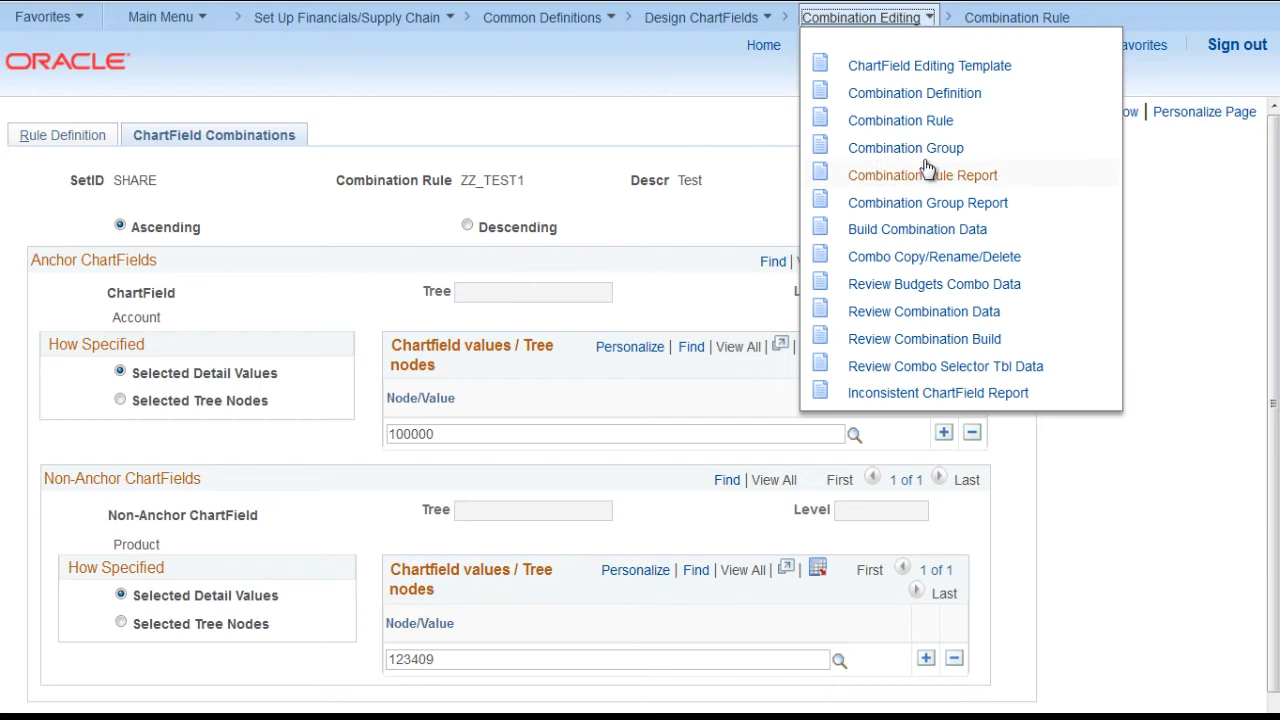 Favorites Main Menu > Set Up Financials/Supply Chain > Common Definitions > Design ChartFields > Combination Editing > Combination Rule
ORACLE
Home
avorites | Sign out
ChartField Editing Template
Combination Definition
Combination Rule
Combination Group
Combination ule Report
Combination Group Report
Build Combination Data
Combo Copy/Rename/Delete
Review Budgets Combo Data
Review Combination Data
Review Combination Build
Review Combo Selector Tbl Data
Inconsistent ChartField Report
ow | Personalize Page
Rule Definition ChartField Combinations
SetID SHARE Combination Rule ZZ_TEST1 Descr Test
Ascending Descending
Anchor ChartFields Find |
ChartField Tree
Account
How Specified
Selected Detail Values
Selected Tree Nodes
Chartfield values / Tree nodes Personalize | Find | View All | |
Node/Value
100000
Non-Anchor ChartFields Find | View All First 1 of 1 Last
Non-Anchor ChartField Tree Level
Product
How Specified
Selected Detail Values
Selected Tree Nodes
Chartfield values / Tree nodes Personalize | Find | View All | | First 1 of 1 Last
Node/Value
123409